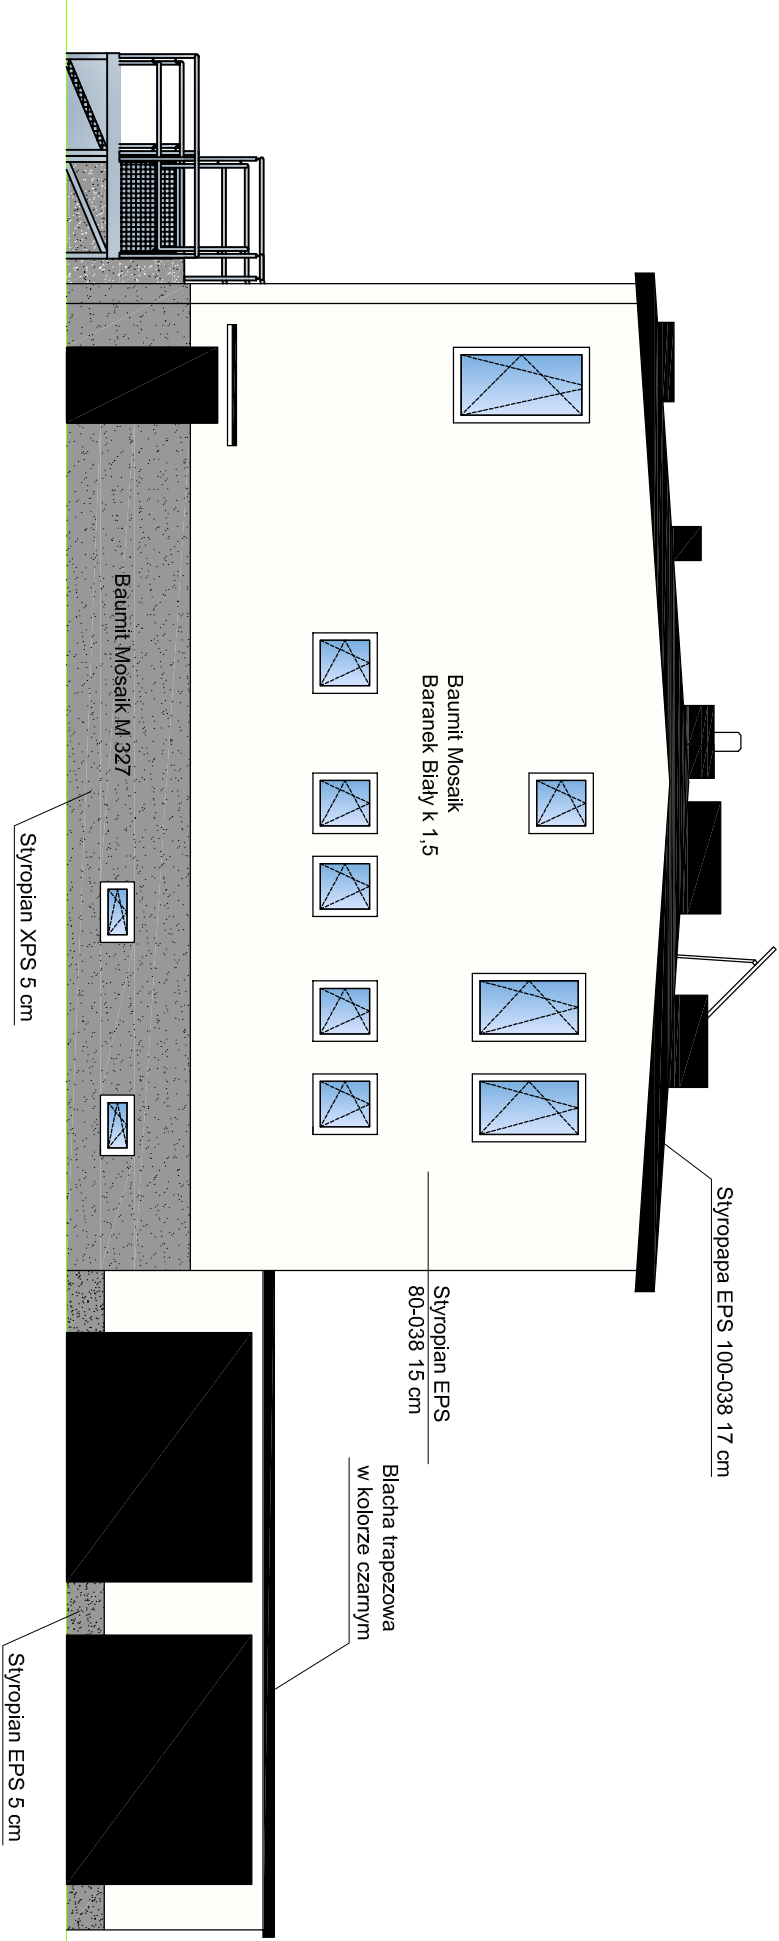 Styropapa EPS 100-038 17 cm
Baumit Mosaik
Baranek Biały k 1,5
Styropian EPS
80-038 15 cm
Blacha trapezowa
w kolorze czarnym
Baumit Mosaik M 327
Styropian XPS 5 cm
Styropian EPS 5 cm